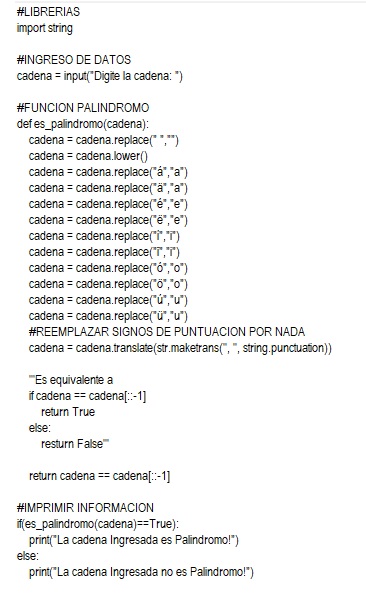 #LIBRERIAS
import string
#INGRESO DE DATOS
cadena = input("Digite la cadena: ")
#FUNCION PALINDROMO
def es_palindromo(cadena):
cadena = cadena.replace(" ","")
cadena = cadena.lower()
cadena = cadena.replace("á","a")
cadena = cadena.replace("ä","a")
cadena = cadena.replace("é","e")
cadena = cadena.replace("ë","e")
cadena = cadena.replace("í","i")
cadena = cadena.replace("ï","i")
cadena = cadena.replace("ó","o")
cadena = cadena.replace("ö","o")
cadena = cadena.replace("ú","u")
cadena = cadena.replace("ü","u")
#REEMPLAZAR SIGNOS DE PUNTUACION POR NADA
cadena = cadena.translate(str.maketrans('', '', string.punctuation))
'''Es equivalente a
if cadena == cadena[::-1]
return True
else:
resturn False'''
return cadena == cadena[::-1]
#IMPRIMIR INFORMACION
if(es_palindromo(cadena)==True):
print("La cadena Ingresada es Palindromo!")
else:
print("La cadena Ingresada no es Palindromo!")